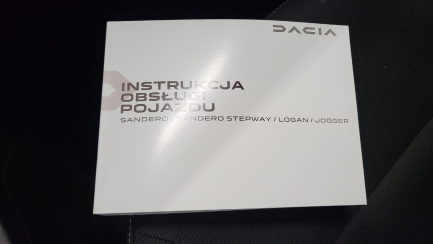 DACIA
INSTRUKCJA
OBSŁUGI
POJAZDU
SANDERO / SANDERO STEPWAY / LOGAN / JOGGER